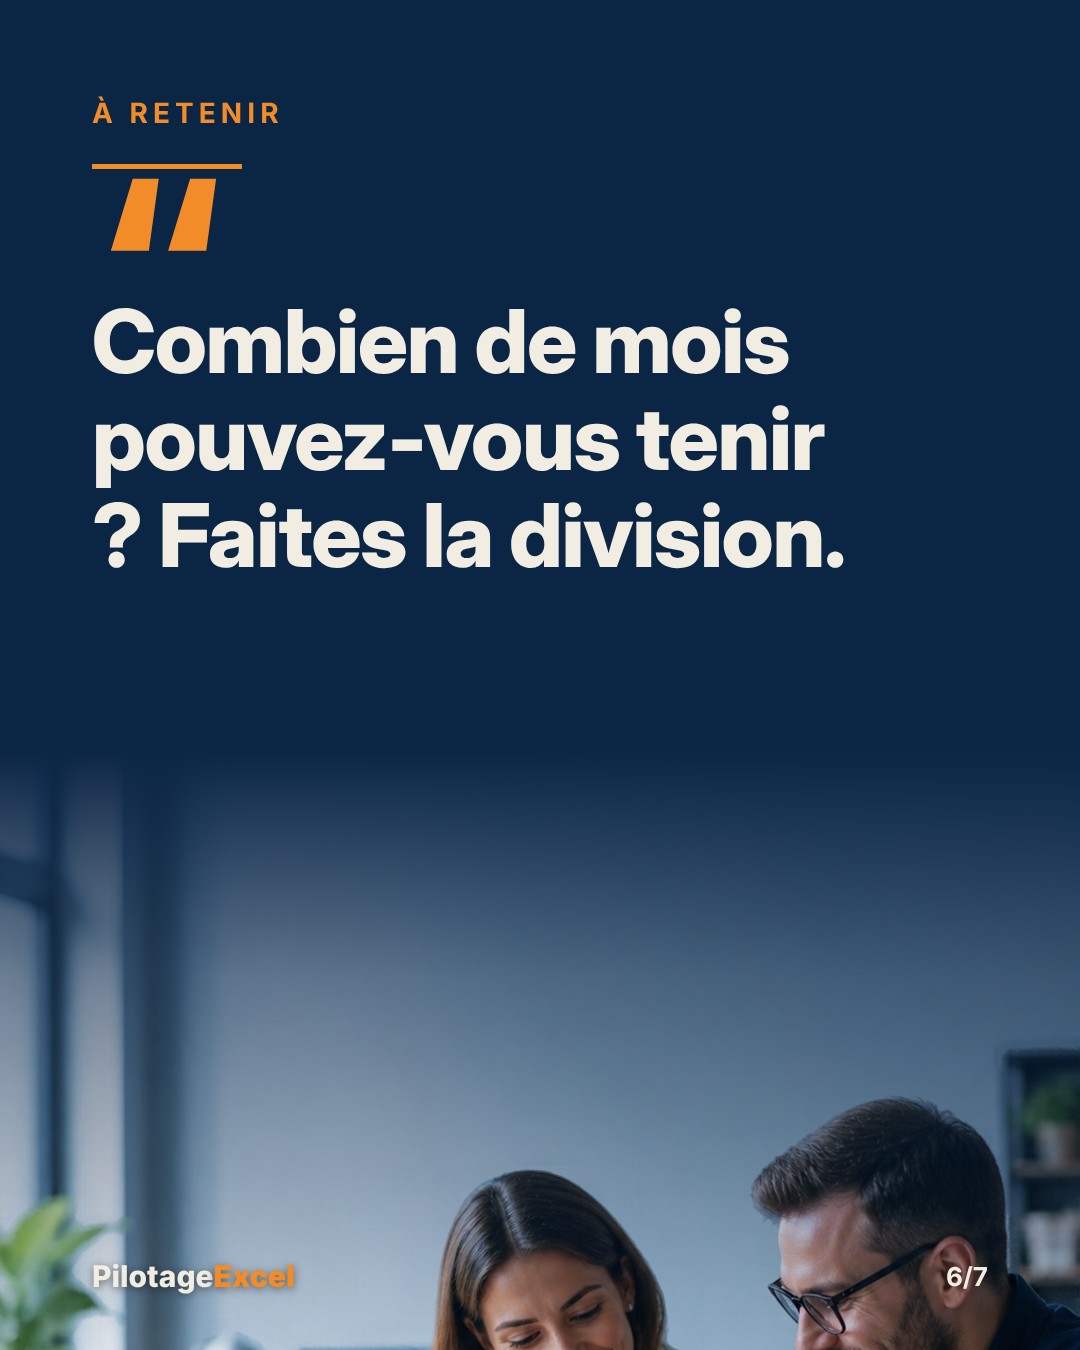 À RETENIR
"
Combien de mois
pouvez-vous tenir
? Faites la division.
PilotageExcel
6/7